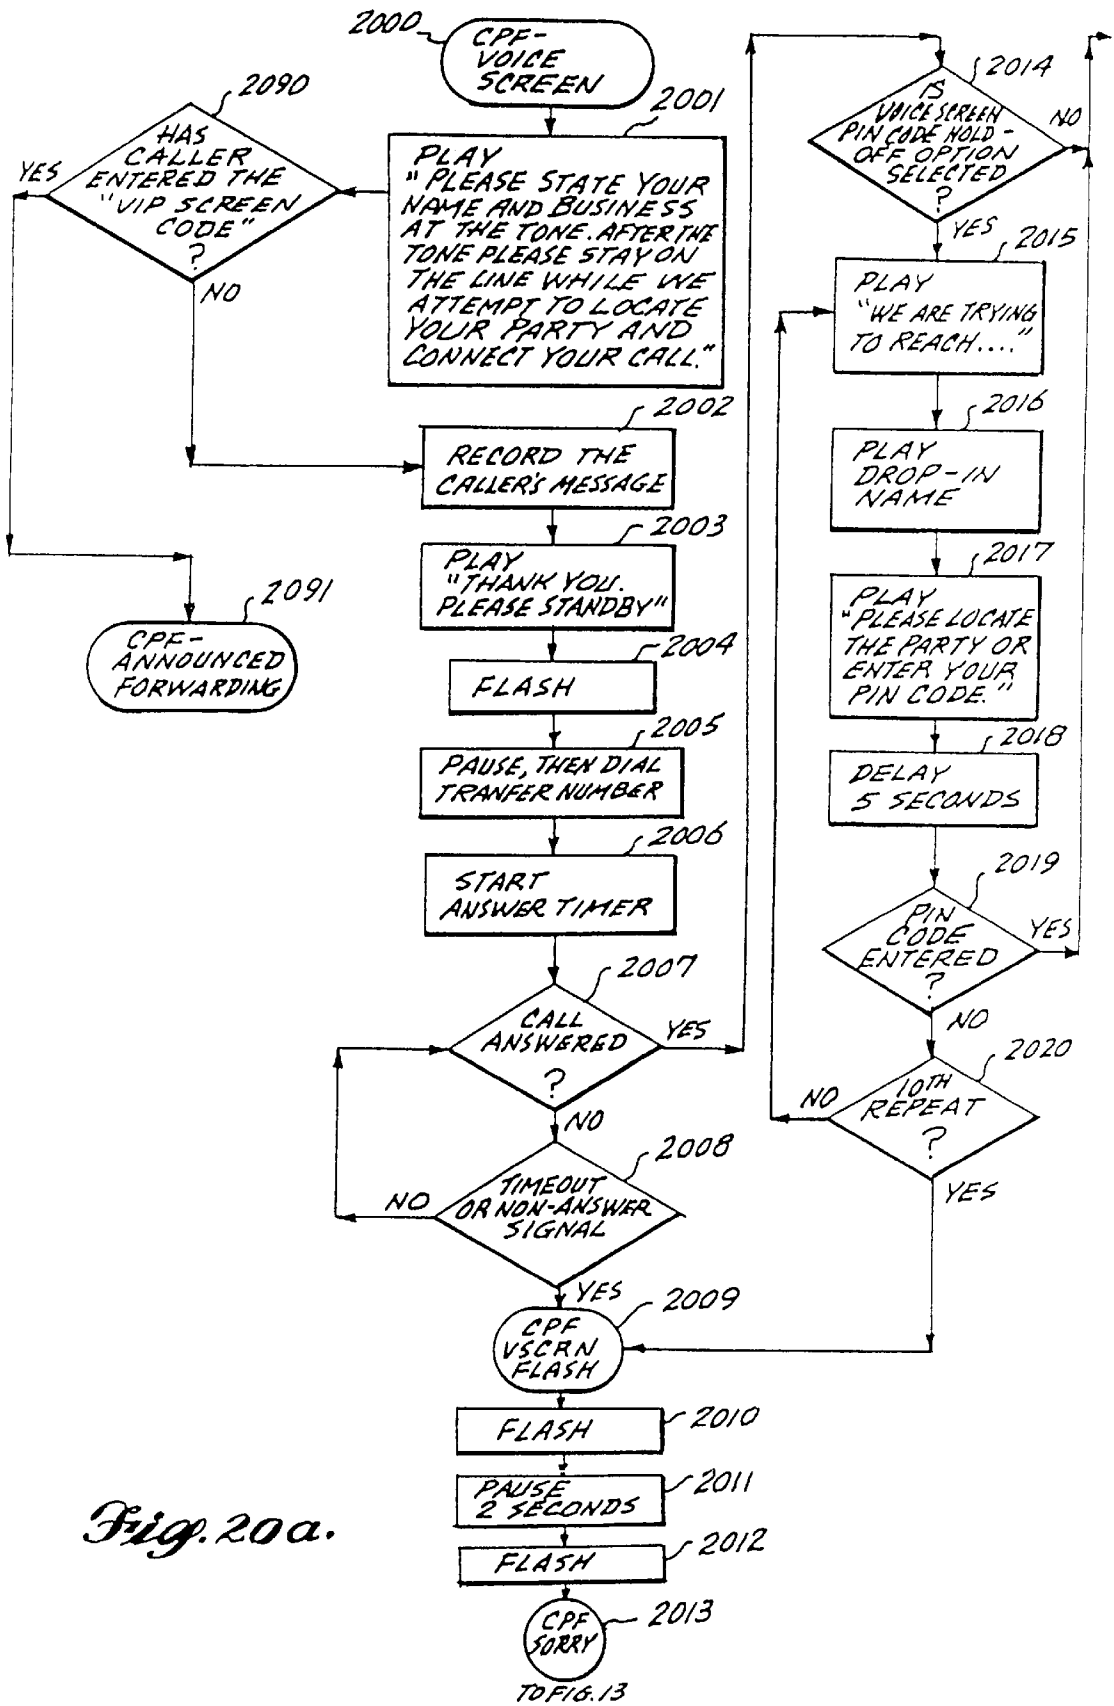 2000
CPF-
VOICE
SCREEN
2001
PLAY
"PLEASE STATE YOUR
NAME AND BUSINESS
AT THE TONE. AFTER THE
TONE PLEASE STAY ON
THE LINE WHILE WE
ATTEMPT TO LOCATE
YOUR PARTY AND
CONNECT YOUR CALL."
2090
HAS
CALLER
ENTERED THE
"VIP SCREEN
CODE"
?
YES
NO
2091
CPF-
ANNOUNCED
FORWARDING
2002
RECORD THE
CALLER'S MESSAGE
2003
PLAY
"THANK YOU.
PLEASE STANDBY"
2004
FLASH
2005
PAUSE, THEN DIAL
TRANFER NUMBER
2006
START
ANSWER TIMER
2007
CALL
ANSWERED
?
YES
NO
2008
TIMEOUT
OR NON-ANSWER
SIGNAL
NO
YES
2009
CPF
VSCRN
FLASH
2010
FLASH
2011
PAUSE
2 SECONDS
2012
FLASH
2013
CPF
SORRY
TO FIG. 13
2014
IS
VOICE SCREEN
PIN CODE HOLD-
OFF OPTION
SELECTED
?
NO
YES
2015
PLAY
"WE ARE TRYING
TO REACH...."
2016
PLAY
DROP-IN
NAME
2017
PLAY
"PLEASE LOCATE
THE PARTY OR
ENTER YOUR
PIN CODE."
2018
DELAY
5 SECONDS
2019
PIN
CODE
ENTERED
?
YES
NO
2020
10TH
REPEAT
?
NO
YES
Fig. 20a.